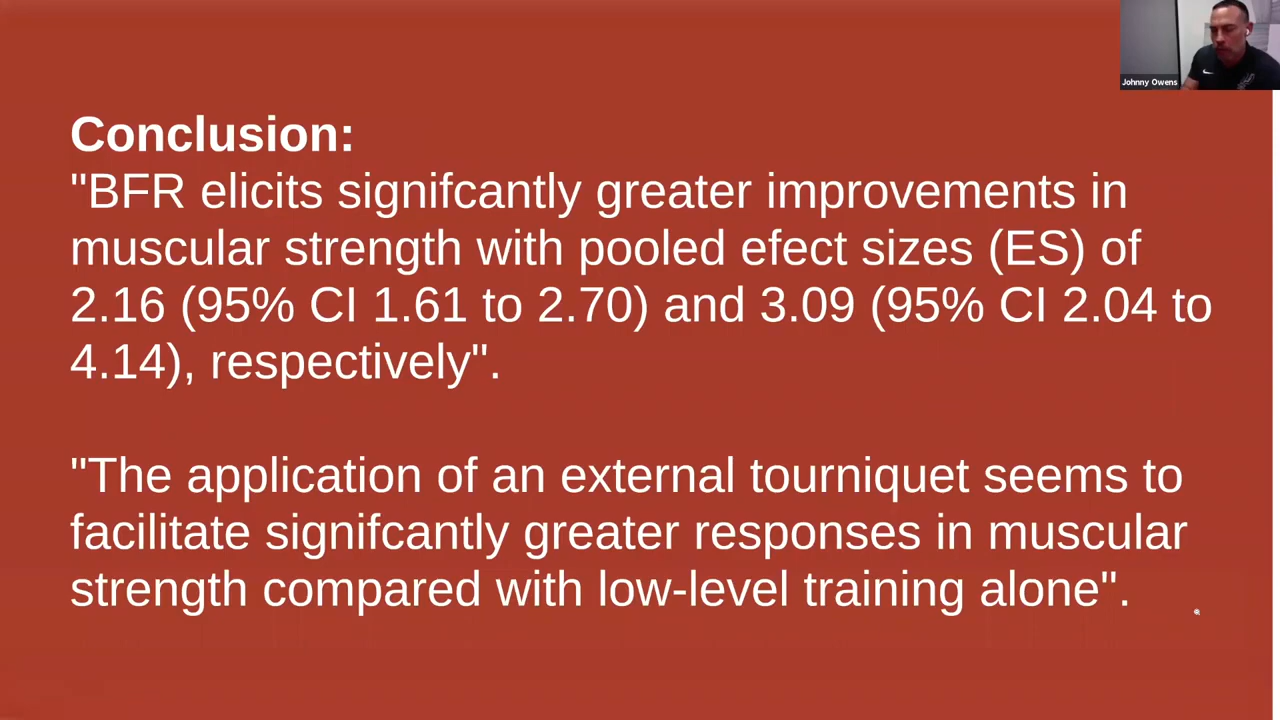 Johnny Owens
Conclusion:
"BFR elicits signifcantly greater improvements in
muscular strength with pooled efect sizes (ES) of
2.16 (95% CI 1.61 to 2.70) and 3.09 (95% CI 2.04 to
4.14), respectively".
"The application of an external tourniquet seems to
facilitate signifcantly greater responses in muscular
strength compared with low-level training alone".